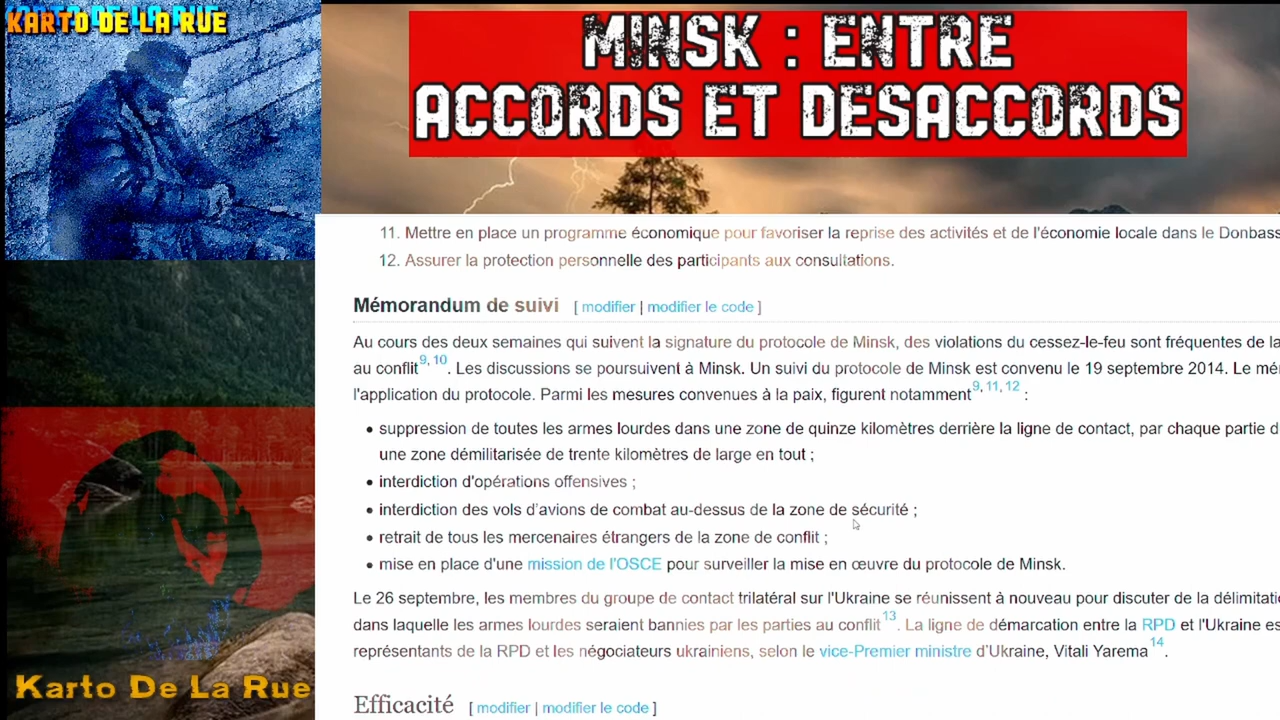 KARTO DE LA RUE
MINSK : ENTRE
ACCORDS ET DESACCORDS
11. Mettre en place un programme économique pour favoriser la reprise des activités et de l'économie locale dans le Donbass
12. Assurer la protection personnelle des participants aux consultations.
Mémorandum de suivi [ modifier | modifier le code ]
Au cours des deux semaines qui suivent la signature du protocole de Minsk, des violations du cessez-le-feu sont fréquentes de la
au conflit9, 10. Les discussions se poursuivent à Minsk. Un suivi du protocole de Minsk est convenu le 19 septembre 2014. Le mé
l'application du protocole. Parmi les mesures convenues à la paix, figurent notamment9, 11, 12 :
• suppression de toutes les armes lourdes dans une zone de quinze kilomètres derrière la ligne de contact, par chaque partie d
une zone démilitarisée de trente kilomètres de large en tout ;
• interdiction d'opérations offensives ;
• interdiction des vols d'avions de combat au-dessus de la zone de sécurité ;
• retrait de tous les mercenaires étrangers de la zone de conflit ;
• mise en place d'une mission de l'OSCE pour surveiller la mise en œuvre du protocole de Minsk.
Le 26 septembre, les membres du groupe de contact trilatéral sur l'Ukraine se réunissent à nouveau pour discuter de la délimitati
dans laquelle les armes lourdes seraient bannies par les parties au conflit13. La ligne de démarcation entre la RPD et l'Ukraine es
représentants de la RPD et les négociateurs ukrainiens, selon le vice-Premier ministre d'Ukraine, Vitali Yarema14.
Efficacité [ modifier | modifier le code ]
Karto De La Rue